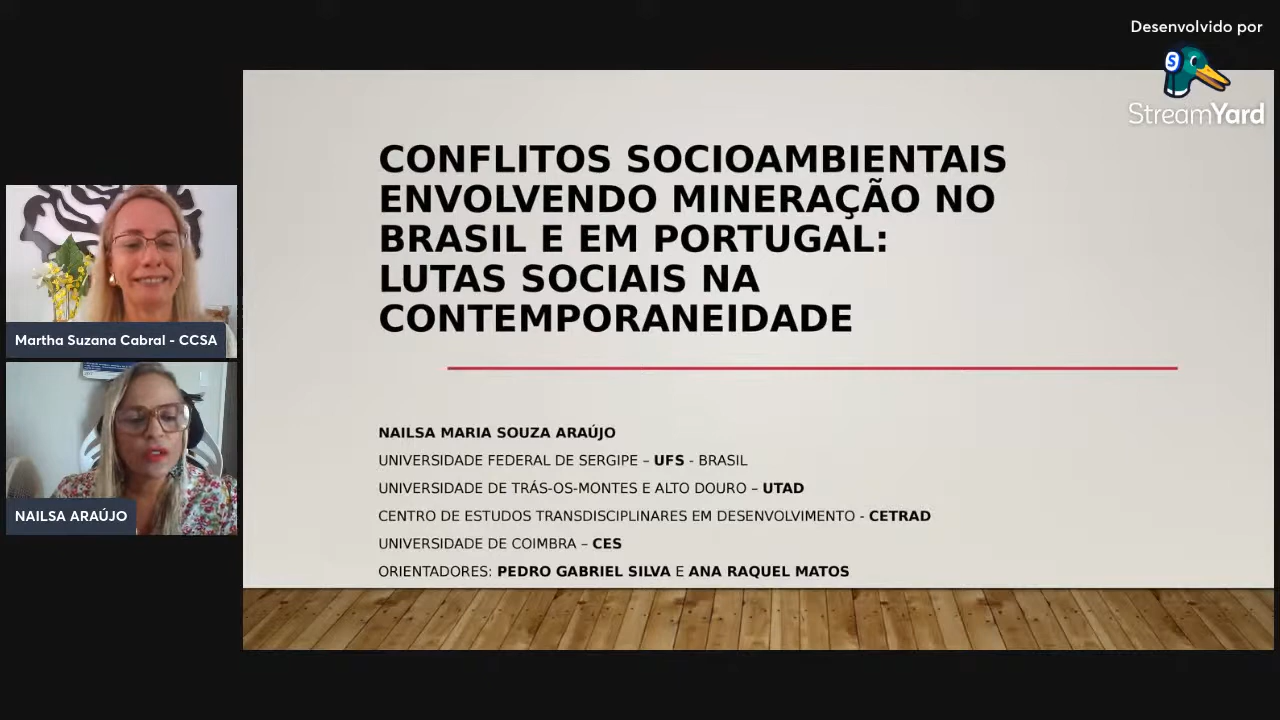 Desenvolvido por
StreamYard
CONFLITOS SOCIOAMBIENTAIS
ENVOLVENDO MINERAÇÃO NO
BRASIL E EM PORTUGAL:
LUTAS SOCIAIS NA
CONTEMPORANEIDADE
NAILSA MARIA SOUZA ARAÚJO
UNIVERSIDADE FEDERAL DE SERGIPE – UFS - BRASIL
UNIVERSIDADE DE TRÁS-OS-MONTES E ALTO DOURO – UTAD
CENTRO DE ESTUDOS TRANSDISCIPLINARES EM DESENVOLVIMENTO - CETRAD
UNIVERSIDADE DE COIMBRA – CES
ORIENTADORES: PEDRO GABRIEL SILVA E ANA RAQUEL MATOS
Martha Suzana Cabral - CCSA
NAILSA ARAÚJO